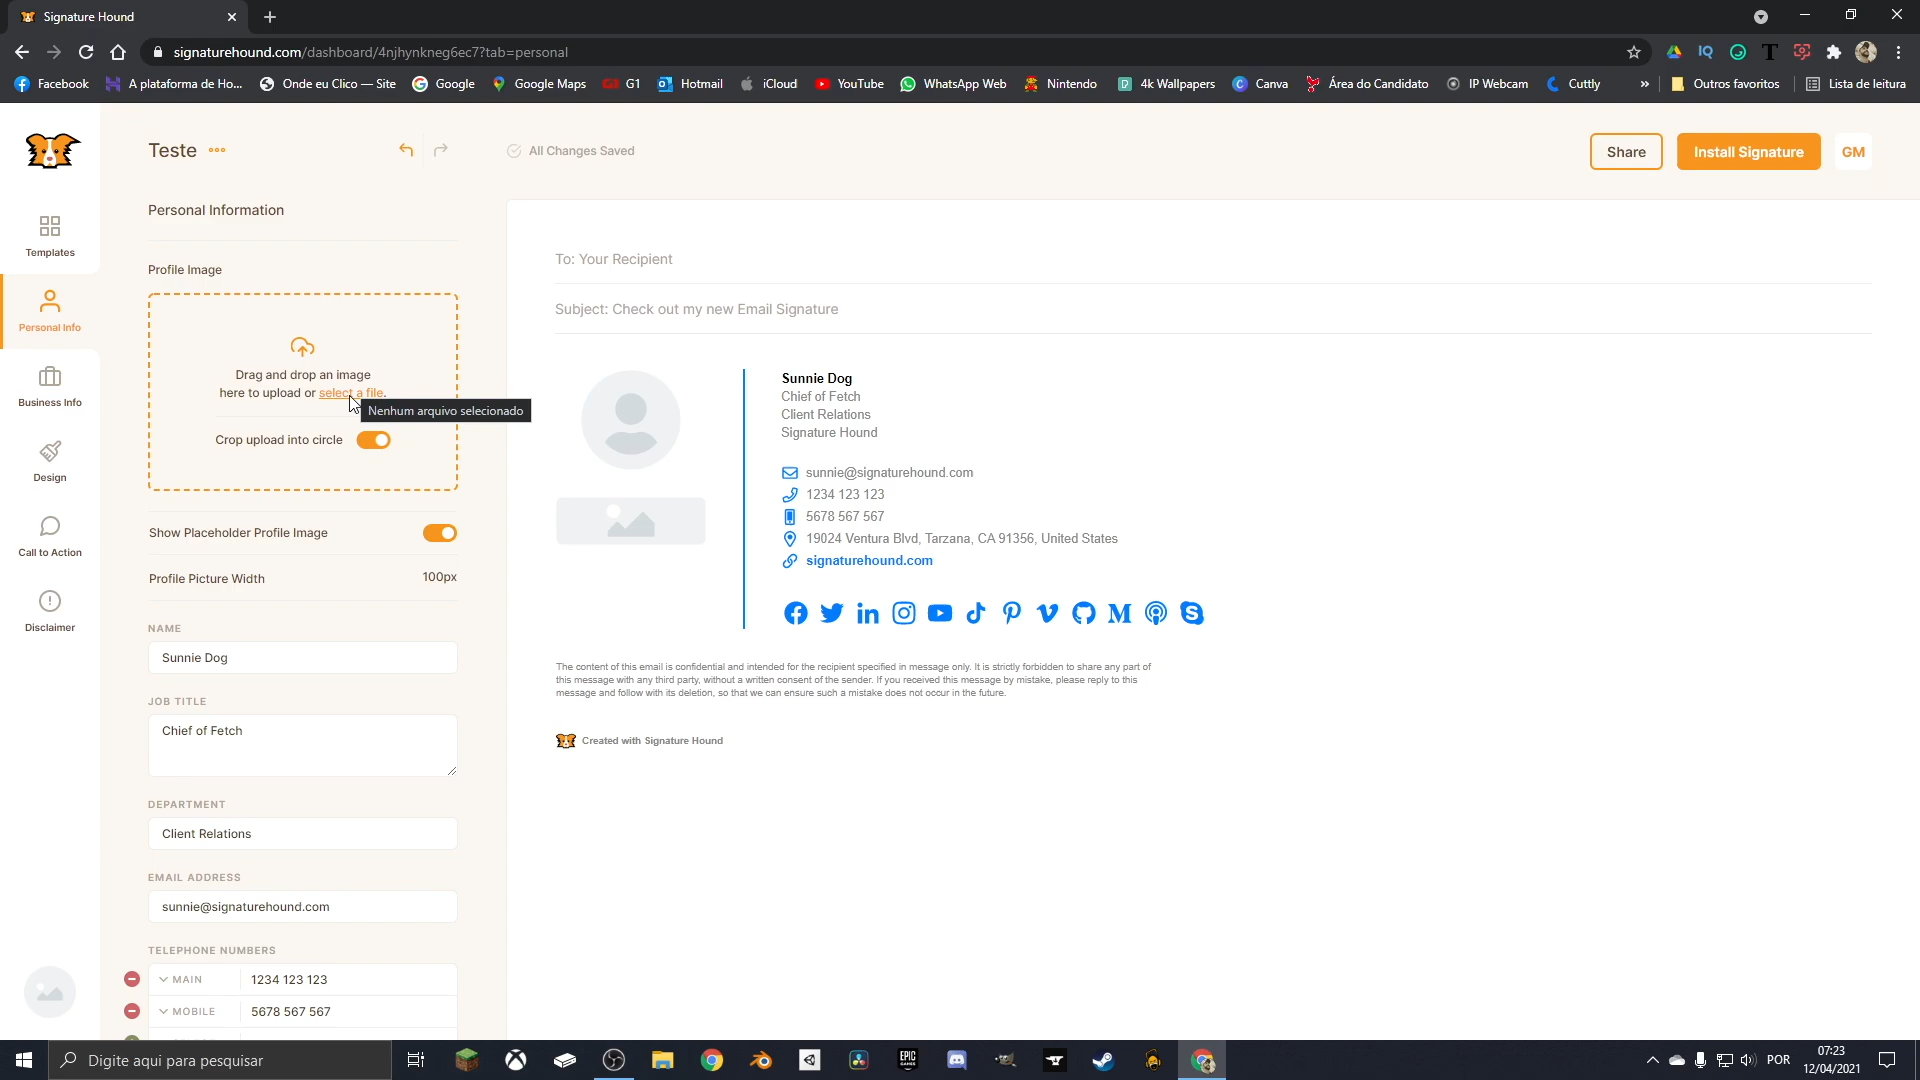 Signature Hound
signaturehound.com/dashboard/4njhynkneg6ec7?tab=personal
Facebook
A plataforma de Ho...
Onde eu Clico — Site
Google
Google Maps
G1
Hotmail
iCloud
YouTube
WhatsApp Web
Nintendo
4k Wallpapers
Canva
Área do Candidato
IP Webcam
Cuttly
»
Outros favoritos
Lista de leitura
Teste
All Changes Saved
Share
Install Signature
GM
Templates
Personal Info
Business Info
Design
Call to Action
Disclaimer
Personal Information
Profile Image
Drag and drop an image
here to upload or select a file.
Nenhum arquivo selecionado
Crop upload into circle
Show Placeholder Profile Image
Profile Picture Width 100px
NAME
Sunnie Dog
JOB TITLE
Chief of Fetch
DEPARTMENT
Client Relations
EMAIL ADDRESS
sunnie@signaturehound.com
TELEPHONE NUMBERS
MAIN 1234 123 123
MOBILE 5678 567 567
To: Your Recipient
Subject: Check out my new Email Signature
Sunnie Dog
Chief of Fetch
Client Relations
Signature Hound
sunnie@signaturehound.com
1234 123 123
5678 567 567
19024 Ventura Blvd, Tarzana, CA 91356, United States
signaturehound.com
The content of this email is confidential and intended for the recipient specified in message only. It is strictly forbidden to share any part of
this message with any third party, without a written consent of the sender. If you received this message by mistake, please reply to this
message and follow with its deletion, so that we can ensure such a mistake does not occur in the future.
Created with Signature Hound
Digite aqui para pesquisar
POR
07:23
12/04/2021